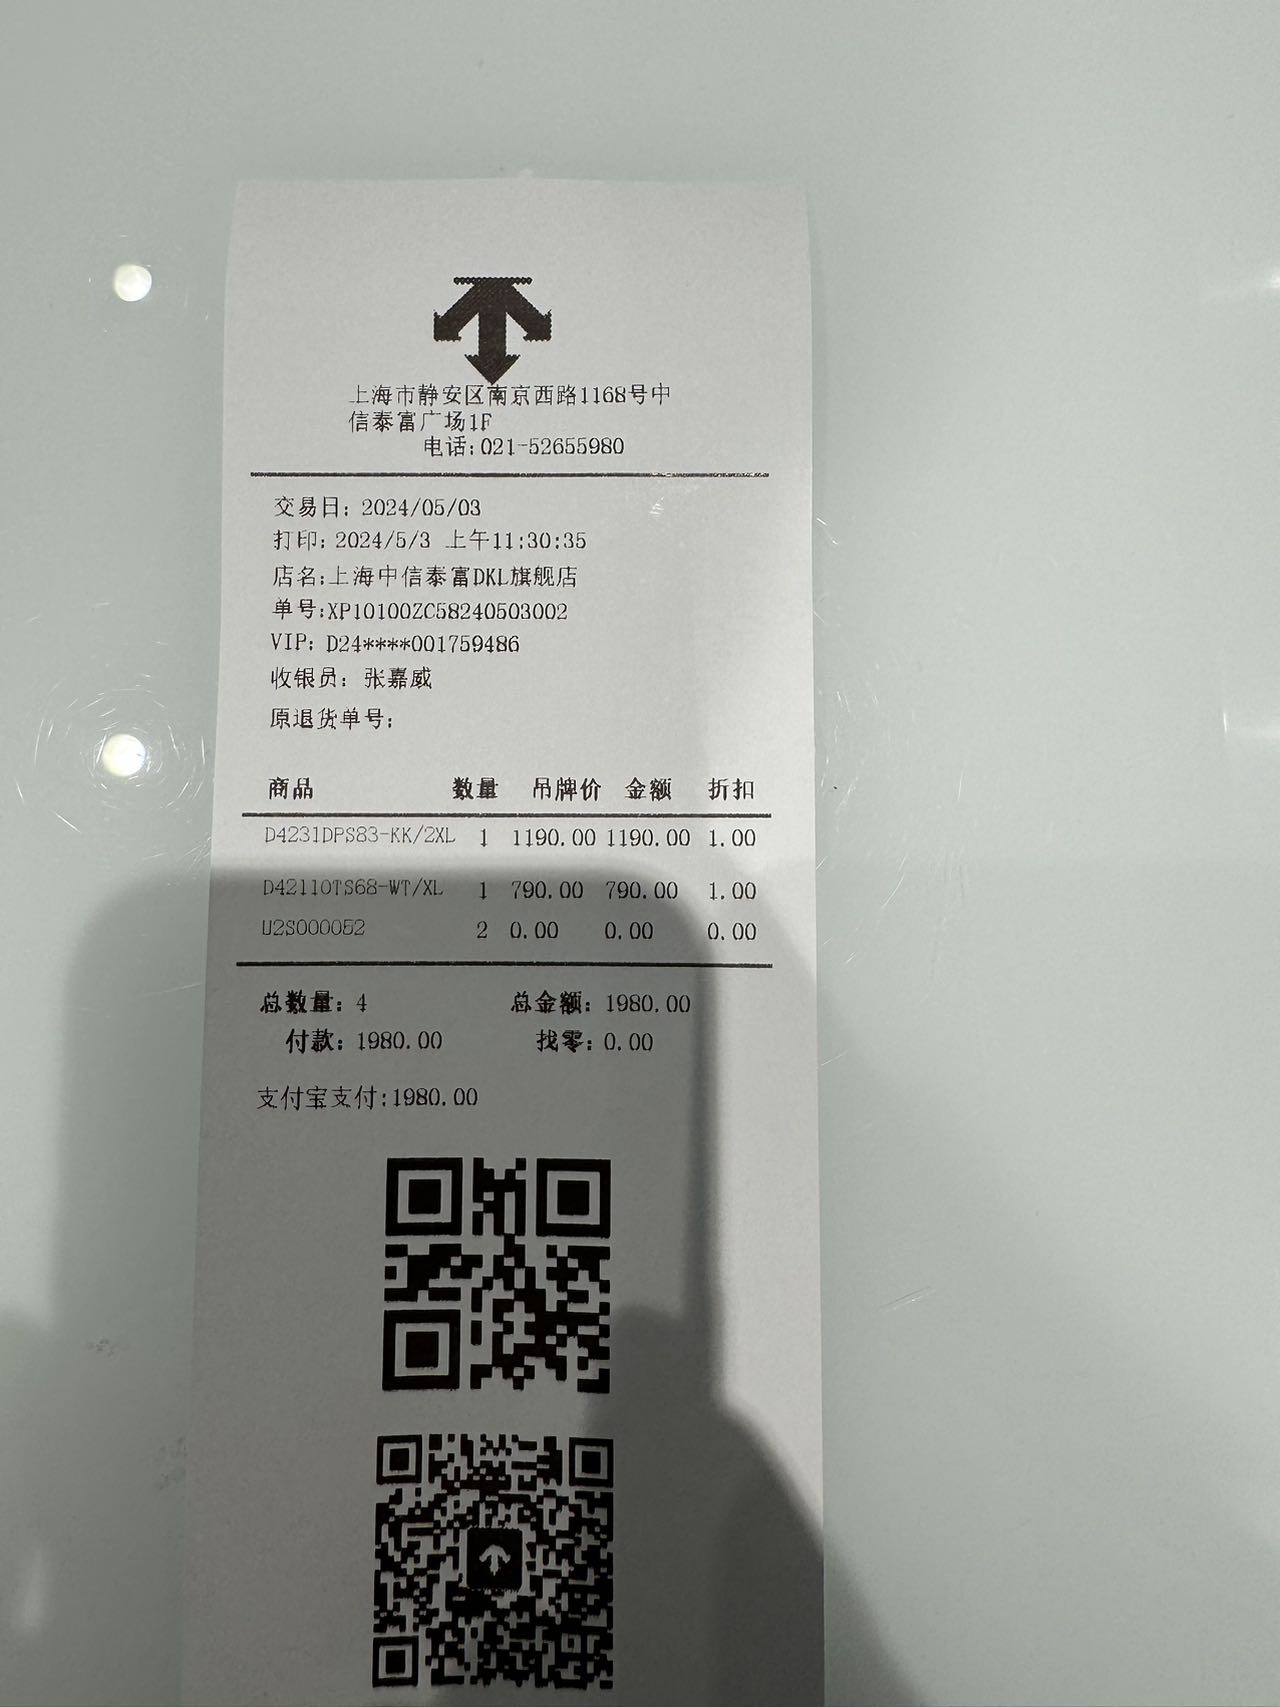 上海市静安区南京西路1168号中
信泰富广场1F
电话:021-52655980
交易日: 2024/05/03
打印: 2024/5/3 上午11:30:35
店名:上海中信泰富DKL旗舰店
单号:XP10100ZC58240503002
VIP: D24****001759486
收银员: 张嘉威
原退货单号:
商品 数量 吊牌价 金额 折扣
D4231DPS83-KK/2XL 1 1190.00 1190.00 1.00
D4211OTS68-WT/XL 1 790.00 790.00 1.00
U2S000052 2 0.00 0.00 0.00
总数量: 4 总金额: 1980.00
付款: 1980.00 找零: 0.00
支付宝支付:1980.00